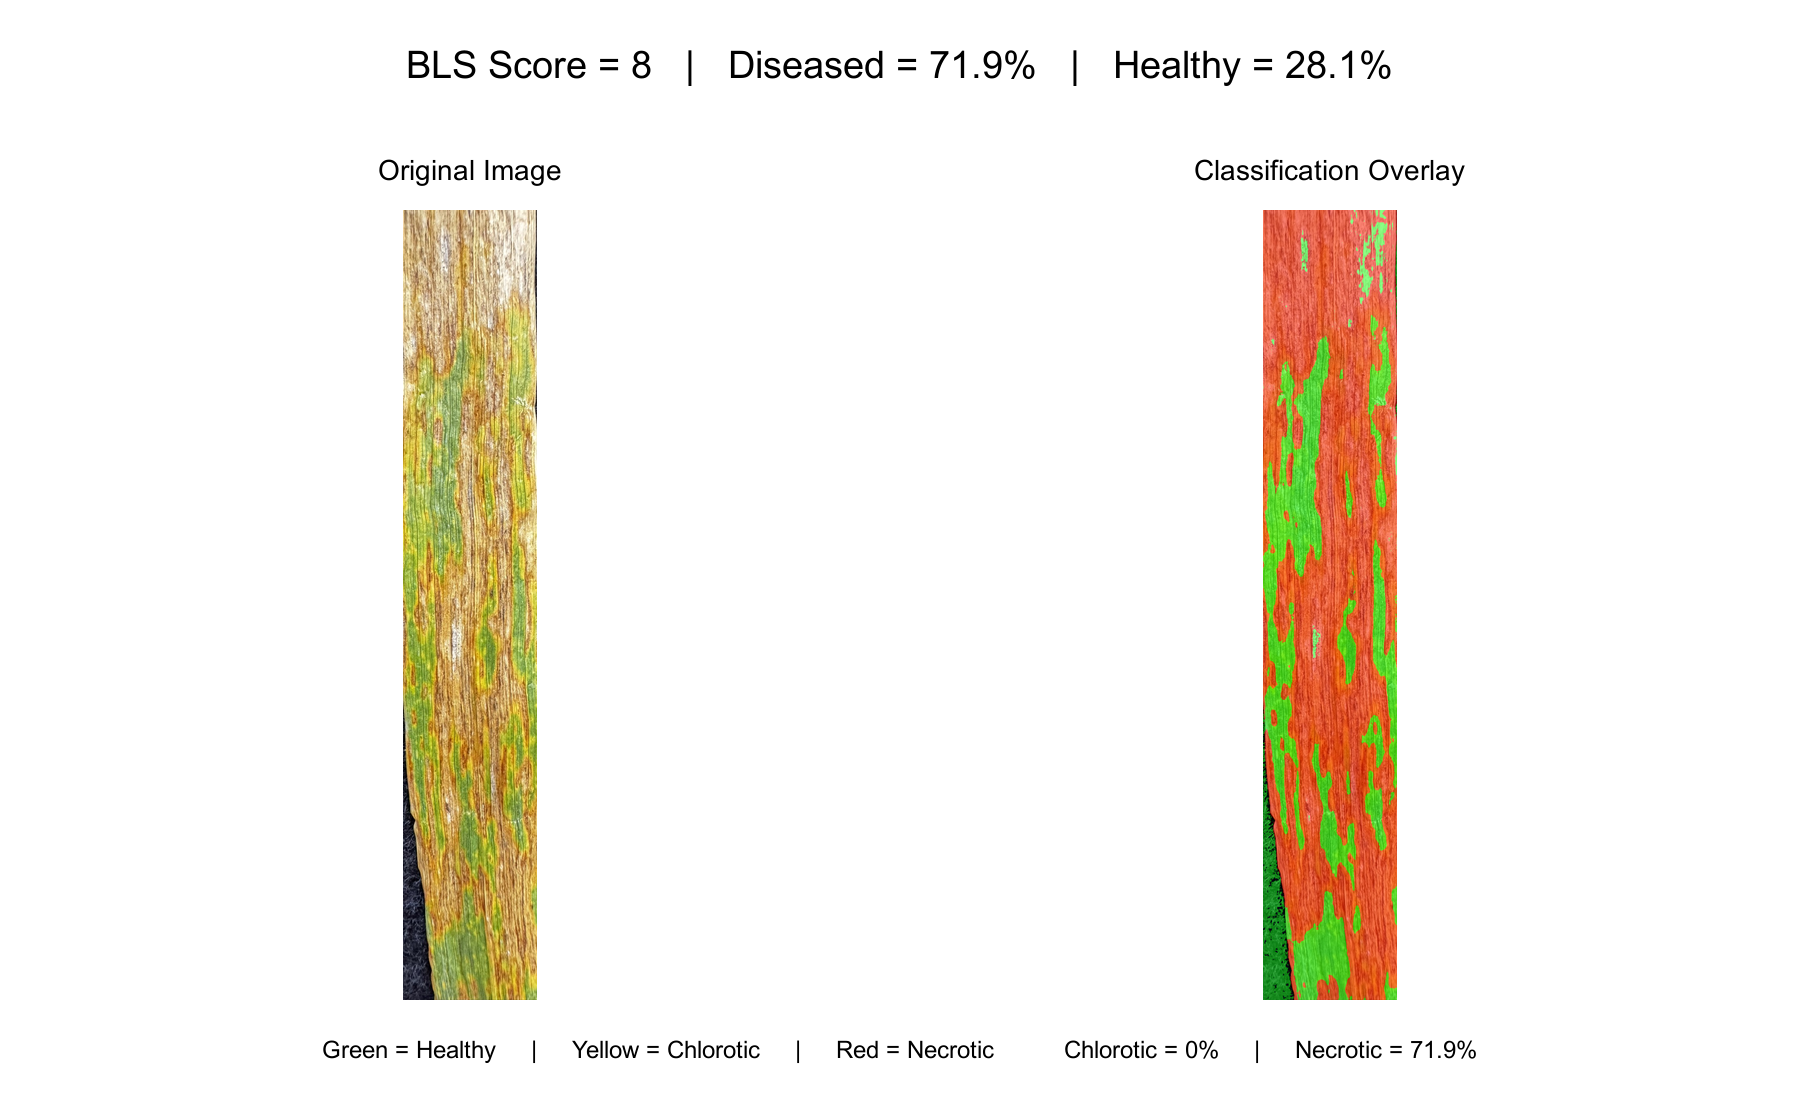 BLS Score = 8 | Diseased = 71.9% | Healthy = 28.1%
Original Image
Classification Overlay
Green = Healthy | Yellow = Chlorotic | Red = Necrotic Chlorotic = 0% | Necrotic = 71.9%